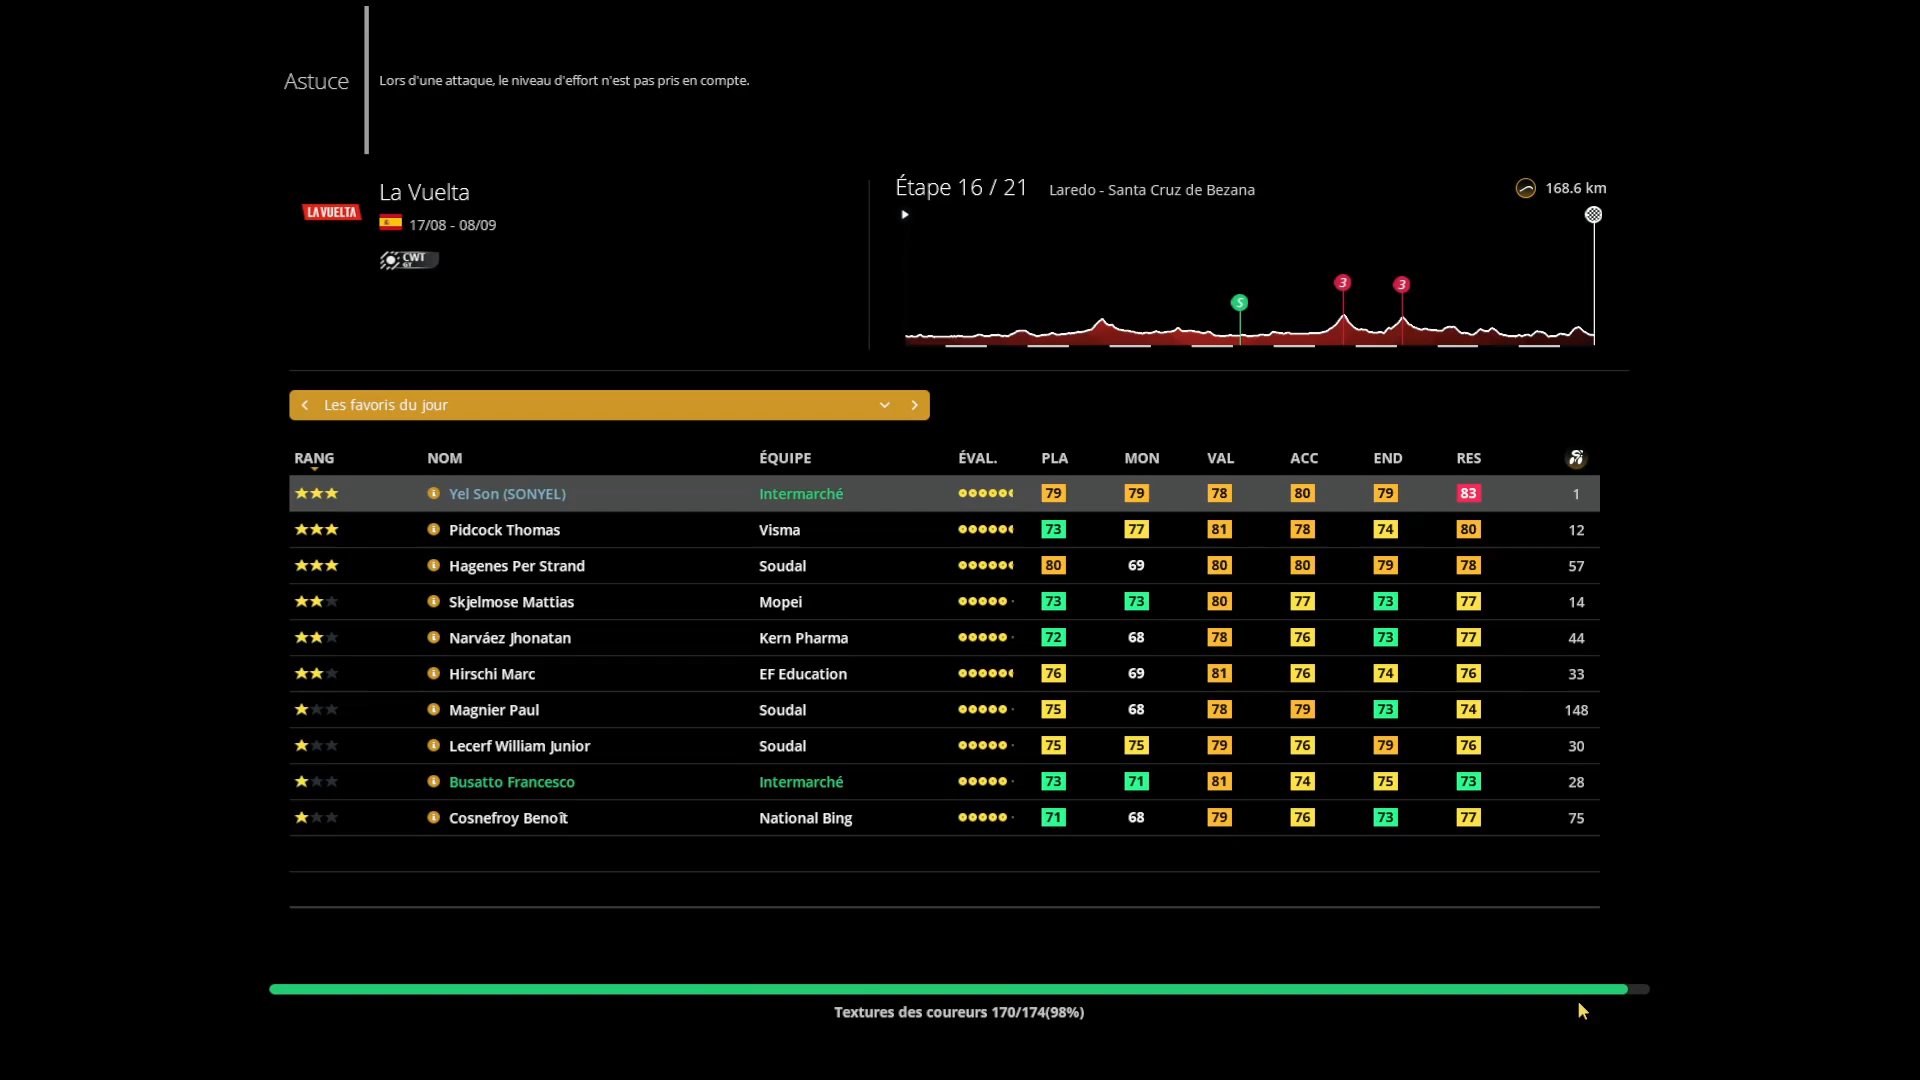 Astuce
Lors d'une attaque, le niveau d'effort n'est pas pris en compte.
LA VUELTA
La Vuelta
17/08 - 08/09
CWT
GT
Étape 16 / 21 Laredo - Santa Cruz de Bezana 168.6 km
S 3 3
Les favoris du jour
RANG NOM ÉQUIPE ÉVAL. PLA MON VAL ACC END RES
Yel Son (SONYEL) Intermarché 79 79 78 80 79 83 1
Pidcock Thomas Visma 73 77 81 78 74 80 12
Hagenes Per Strand Soudal 80 69 80 80 79 78 57
Skjelmose Mattias Mopei 73 73 80 77 73 77 14
Narváez Jhonatan Kern Pharma 72 68 78 76 73 77 44
Hirschi Marc EF Education 76 69 81 76 74 76 33
Magnier Paul Soudal 75 68 78 79 73 74 148
Lecerf William Junior Soudal 75 75 79 76 79 76 30
Busatto Francesco Intermarché 73 71 81 74 75 73 28
Cosnefroy Benoît National Bing 71 68 79 76 73 77 75
Textures des coureurs 170/174(98%)